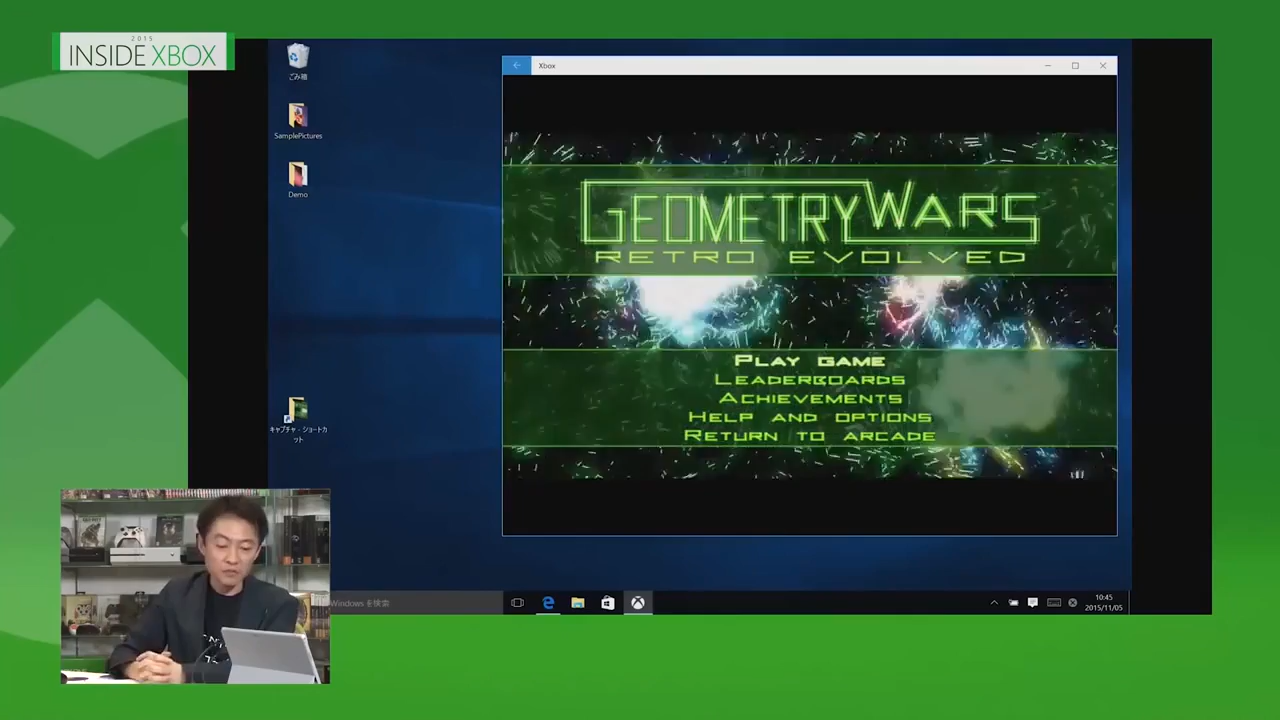 2015
INSIDE XBOX
ごみ箱
SamplePictures
Demo
キャプチャ - ショートカ
ット
Xbox
GEOMETRY WARS
RETRO EVOLVED
PLAY GAME
LEADERBOARDS
ACHIEVEMENTS
HELP AND OPTIONS
RETURN TO ARCADE
Windows を検索
10:45
2015/11/05